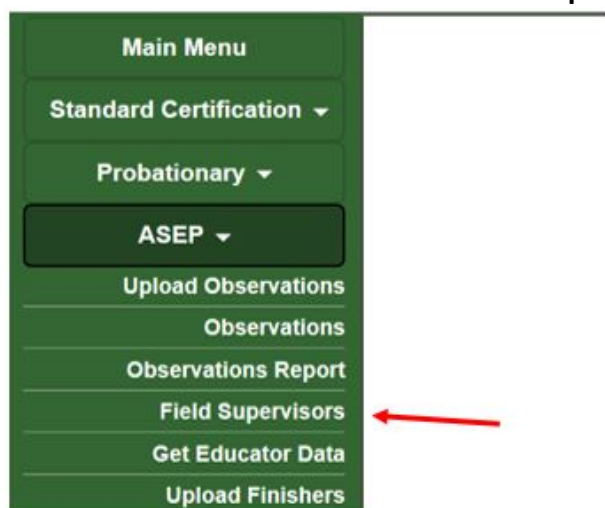 Main Menu
Standard Certification
Probationary
ASEP
Upload Observations
Observations
Observations Report
Field Supervisors
Get Educator Data
Upload Finishers